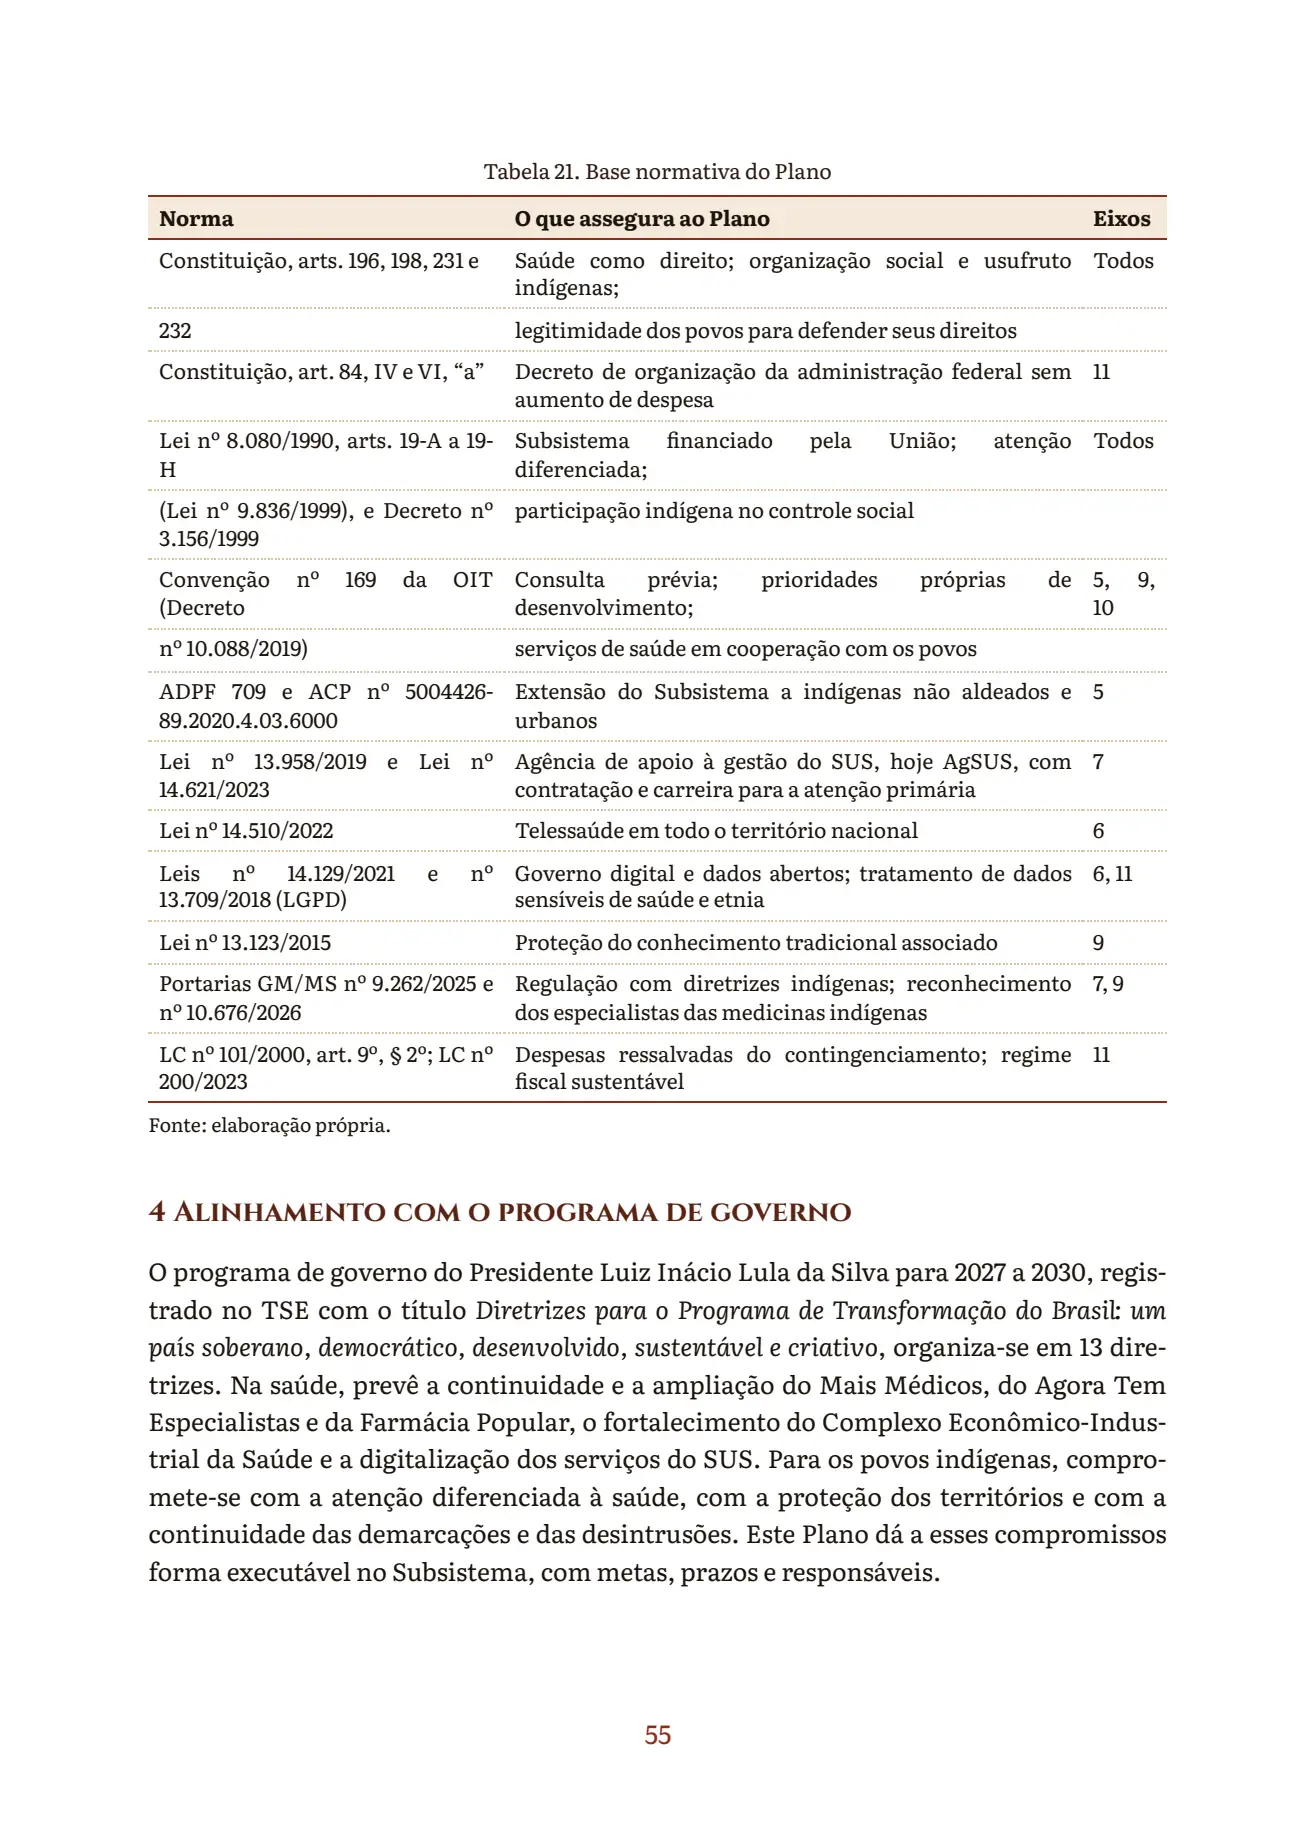 Tabela 21. Base normativa do Plano
Norma O que assegura ao Plano Eixos
Constituição, arts. 196, 198, 231 e Saúde como direito; organização social e usufruto Todos
indígenas;
232 legitimidade dos povos para defender seus direitos
Constituição, art. 84, IV e VI, “a” Decreto de organização da administração federal sem 11
aumento de despesa
Lei nº 8.080/1990, arts. 19-A a 19- Subsistema financiado pela União; atenção Todos
H diferenciada;
(Lei nº 9.836/1999), e Decreto nº participação indígena no controle social
3.156/1999
Convenção nº 169 da OIT Consulta prévia; prioridades próprias de 5, 9,
(Decreto desenvolvimento; 10
nº 10.088/2019) serviços de saúde em cooperação com os povos
ADPF 709 e ACP nº 5004426- Extensão do Subsistema a indígenas não aldeados e 5
89.2020.4.03.6000 urbanos
Lei nº 13.958/2019 e Lei nº Agência de apoio à gestão do SUS, hoje AgSUS, com 7
14.621/2023 contratação e carreira para a atenção primária
Lei nº 14.510/2022 Telessaúde em todo o território nacional 6
Leis nº 14.129/2021 e nº Governo digital e dados abertos; tratamento de dados 6, 11
13.709/2018 (LGPD) sensíveis de saúde e etnia
Lei nº 13.123/2015 Proteção do conhecimento tradicional associado 9
Portarias GM/MS nº 9.262/2025 e Regulação com diretrizes indígenas; reconhecimento 7, 9
nº 10.676/2026 dos especialistas das medicinas indígenas
LC nº 101/2000, art. 9º, § 2º; LC nº Despesas ressalvadas do contingenciamento; regime 11
200/2023 fiscal sustentável
Fonte: elaboração própria.
4 Alinhamento com o programa de governo
O programa de governo do Presidente Luiz Inácio Lula da Silva para 2027 a 2030, regis-
trado no TSE com o título Diretrizes para o Programa de Transformação do Brasil: um
país soberano, democrático, desenvolvido, sustentável e criativo, organiza-se em 13 dire-
trizes. Na saúde, prevê a continuidade e a ampliação do Mais Médicos, do Agora Tem
Especialistas e da Farmácia Popular, o fortalecimento do Complexo Econômico-Indus-
trial da Saúde e a digitalização dos serviços do SUS. Para os povos indígenas, compro-
mete-se com a atenção diferenciada à saúde, com a proteção dos territórios e com a
continuidade das demarcações e das desintrusões. Este Plano dá a esses compromissos
forma executável no Subsistema, com metas, prazos e responsáveis.
55